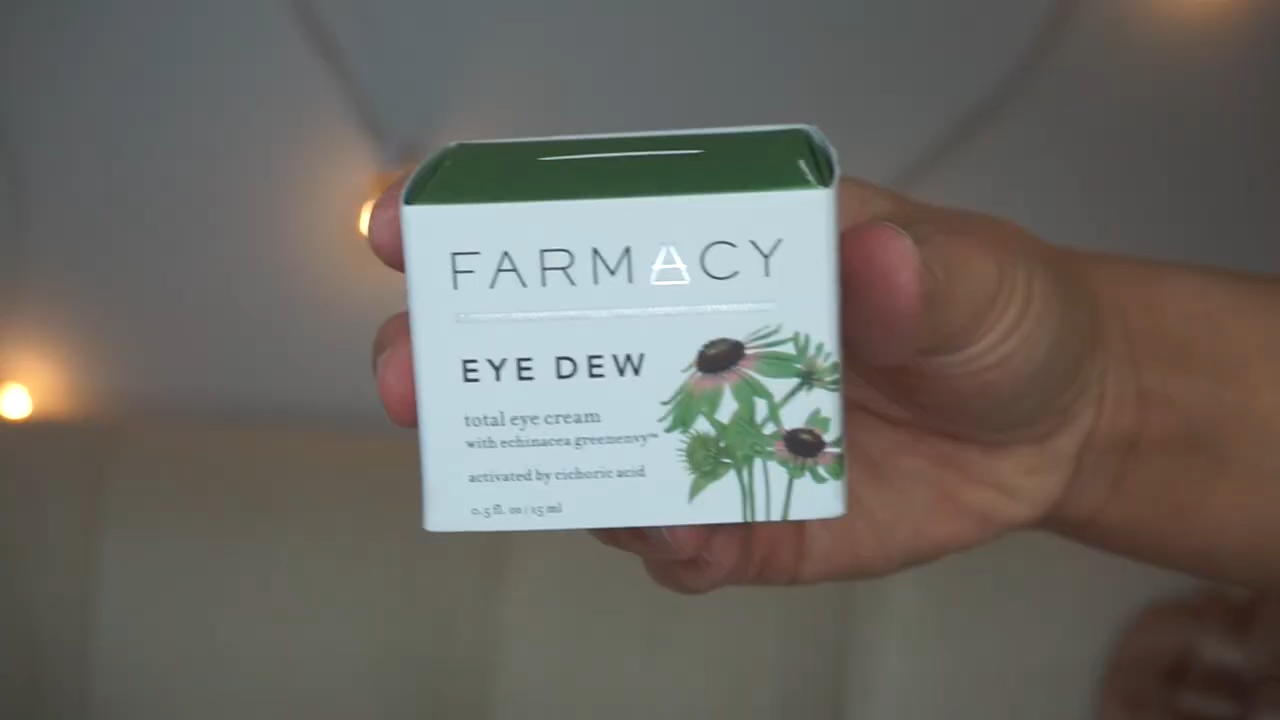 FARMACY
EYE DEW
total eye cream
with echinacea greenenvy™
activated by cichoric acid
0.5 fl. oz / 15 ml